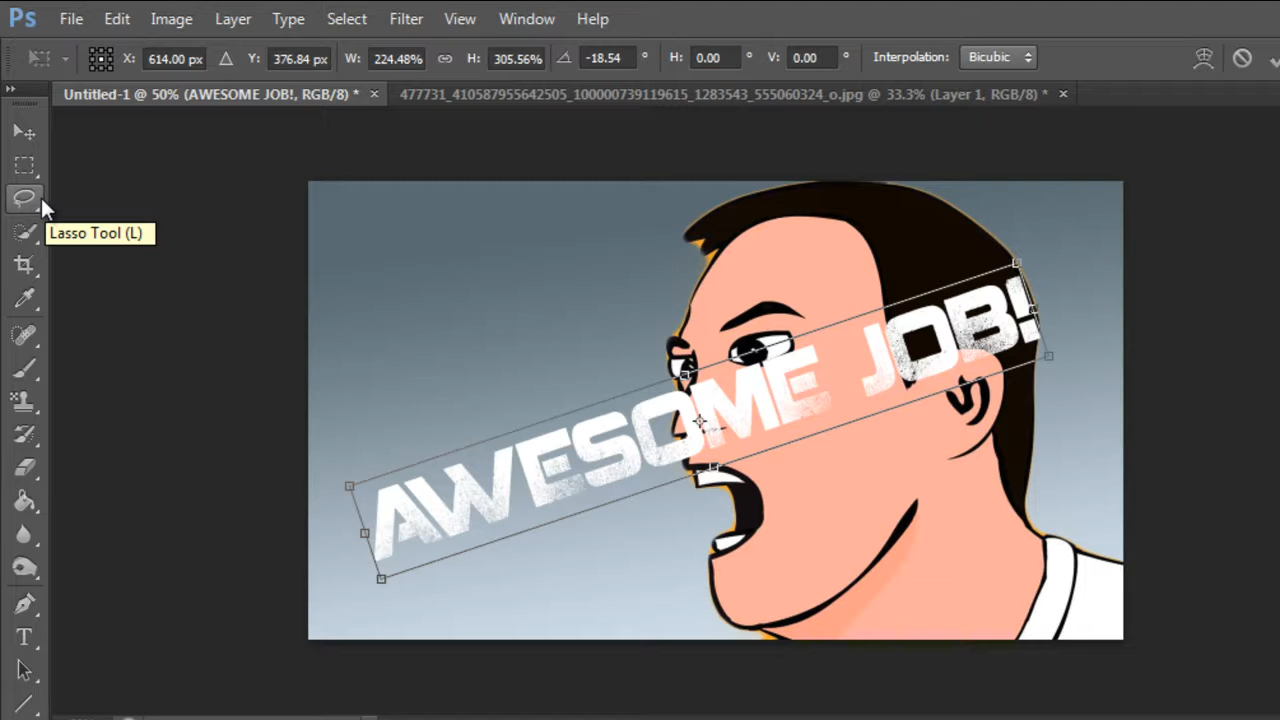 Ps File Edit Image Layer Type Select Filter View Window Help
X: 614.00 px Y: 376.84 px W: 224.48% H: 305.56% -18.54 ° H: 0.00 ° V: 0.00 ° Interpolation: Bicubic
Untitled-1 @ 50% (AWESOME JOB!, RGB/8) * × 477731_410587955642505_100000739119615_1283543_555060324_o.jpg @ 33.3% (Layer 1, RGB/8) * ×
Lasso Tool (L)
AWESOME JOB!
T